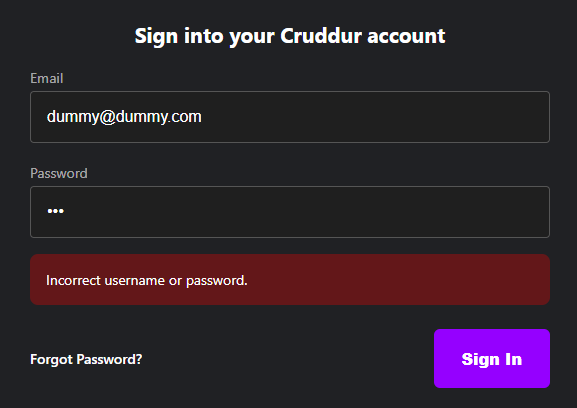 Sign into your Cruddur account
Email
dummy@dummy.com
Password
•••
Incorrect username or password.
Forgot Password?
Sign In